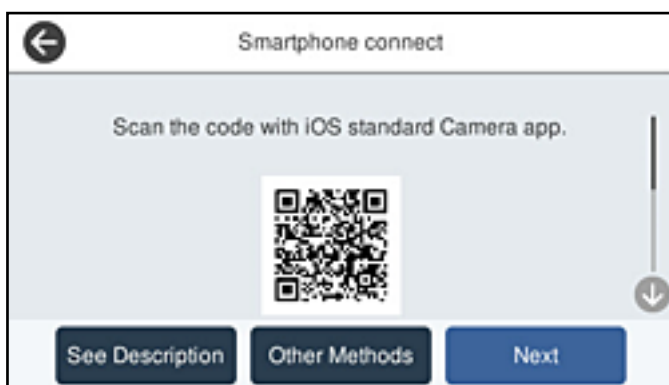 Smartphone connect
Scan the code with iOS standard Camera app.
See Description
Other Methods
Next